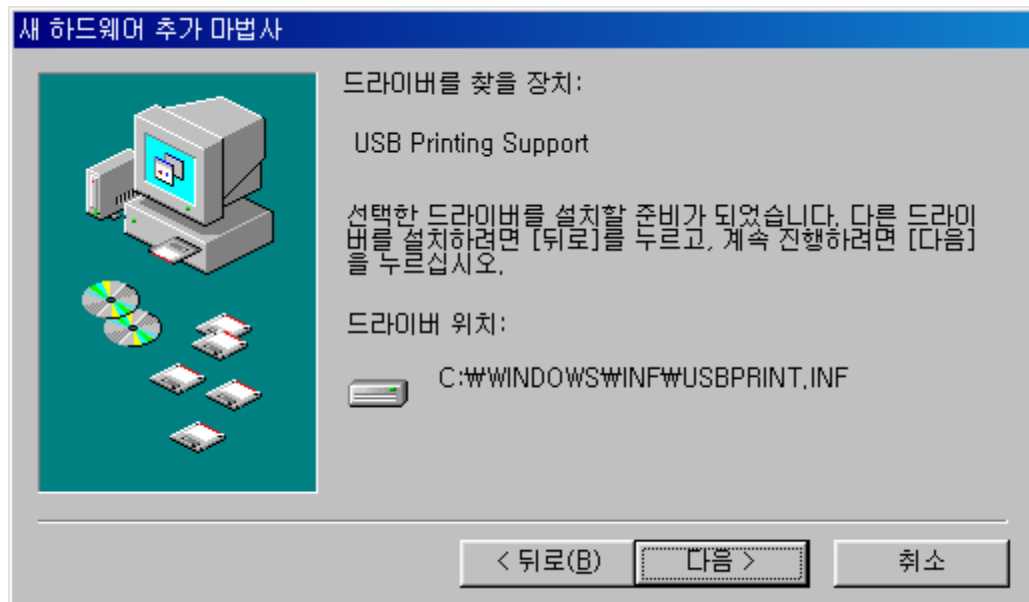 새 하드웨어 추가 마법사
드라이버를 찾을 장치:
USB Printing Support
선택한 드라이버를 설치할 준비가 되었습니다. 다른 드라이
버를 설치하려면 [뒤로]를 누르고, 계속 진행하려면 [다음]
을 누르십시오.
드라이버 위치:
C:₩WINDOWS₩INF₩USBPRINT.INF
< 뒤로(B)
다음 >
취소